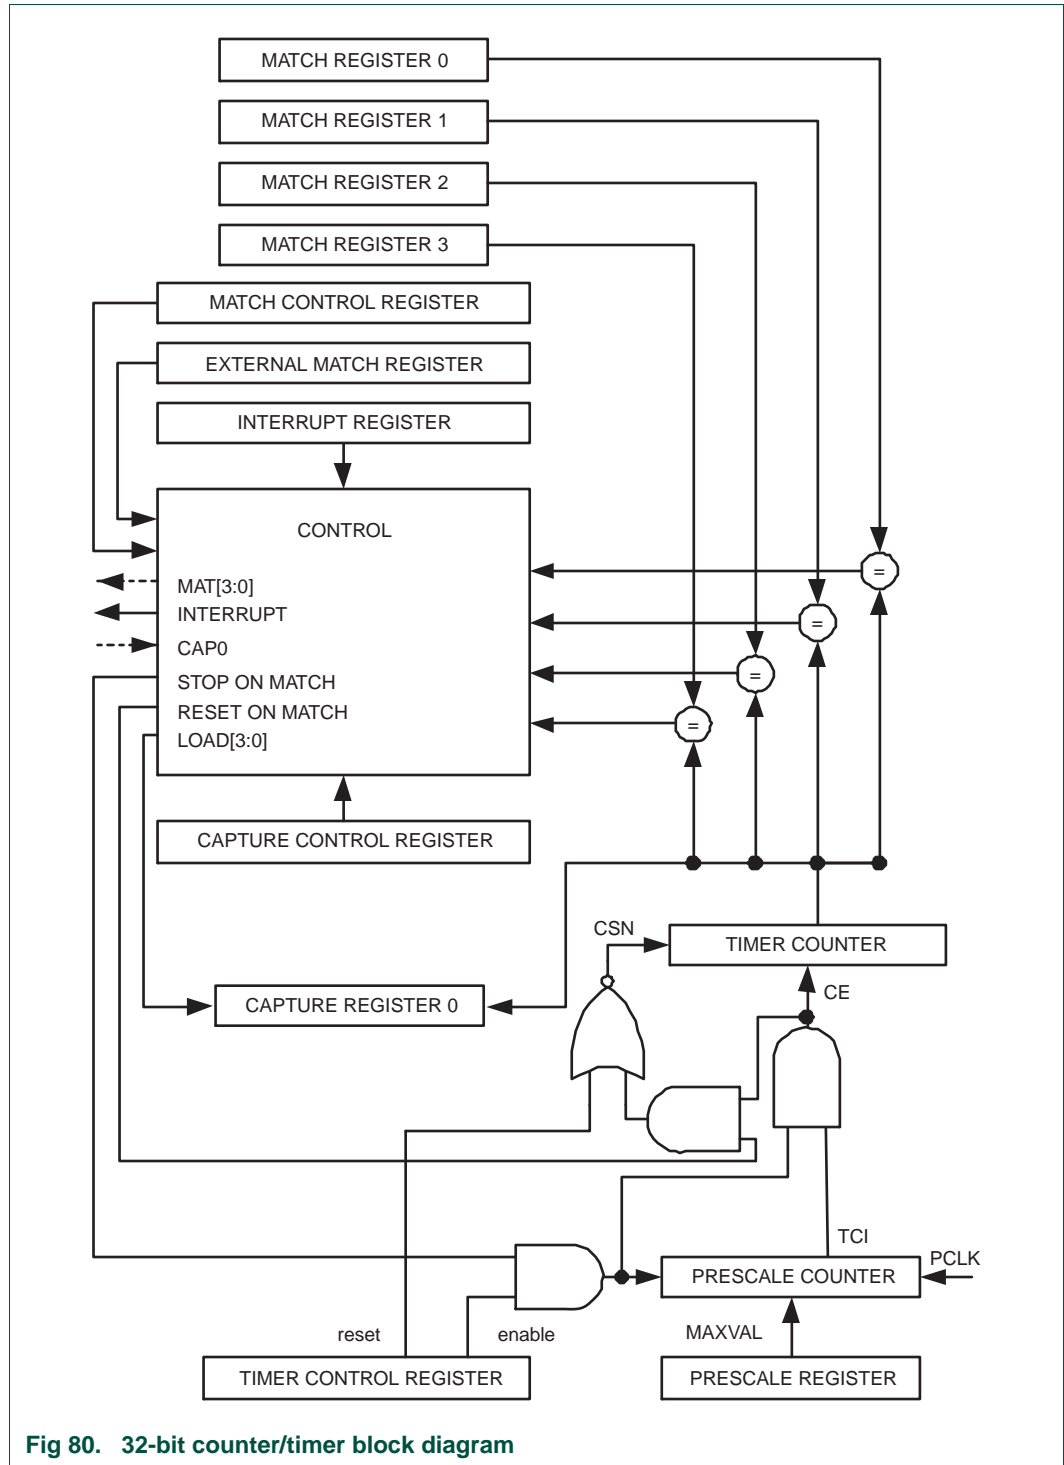 MATCH REGISTER 0
MATCH REGISTER 1
MATCH REGISTER 2
MATCH REGISTER 3
MATCH CONTROL REGISTER
EXTERNAL MATCH REGISTER
INTERRUPT REGISTER
CONTROL
=
=
=
=
MAT[3:0]
INTERRUPT
CAP0
STOP ON MATCH
RESET ON MATCH
LOAD[3:0]
CAPTURE CONTROL REGISTER
CSN
TIMER COUNTER
CE
CAPTURE REGISTER 0
TCI
PCLK
PRESCALE COUNTER
reset
enable
MAXVAL
TIMER CONTROL REGISTER
PRESCALE REGISTER
Fig 80. 32-bit counter/timer block diagram